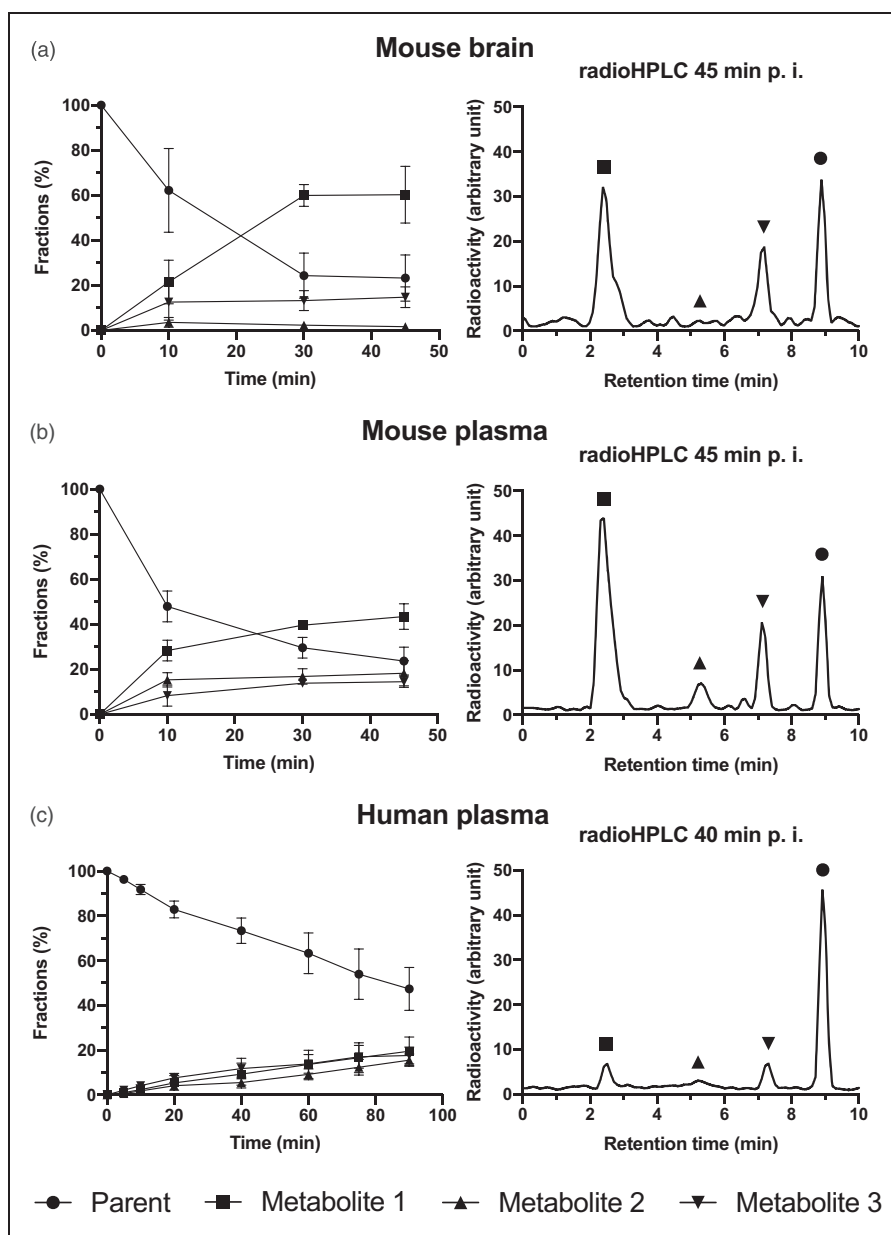 (a)
Mouse brain
radioHPLC 45 min p. i.
Fractions (%)
100
80
60
40
20
0
0 10 20 30 40 50
Time (min)
Radioactivity (arbitrary unit)
50
40
30
20
10
0
0 2 4 6 8 10
Retention time (min)
(b)
Mouse plasma
radioHPLC 45 min p. i.
Fractions (%)
100
80
60
40
20
0
0 10 20 30 40 50
Time (min)
Radioactivity (arbitrary unit)
50
40
30
20
10
0
0 2 4 6 8 10
Retention time (min)
(c)
Human plasma
radioHPLC 40 min p. i.
Fractions (%)
100
80
60
40
20
0
0 20 40 60 80 100
Time (min)
Radioactivity (arbitrary unit)
50
40
30
20
10
0
0 2 4 6 8 10
Retention time (min)
Parent Metabolite 1 Metabolite 2 Metabolite 3